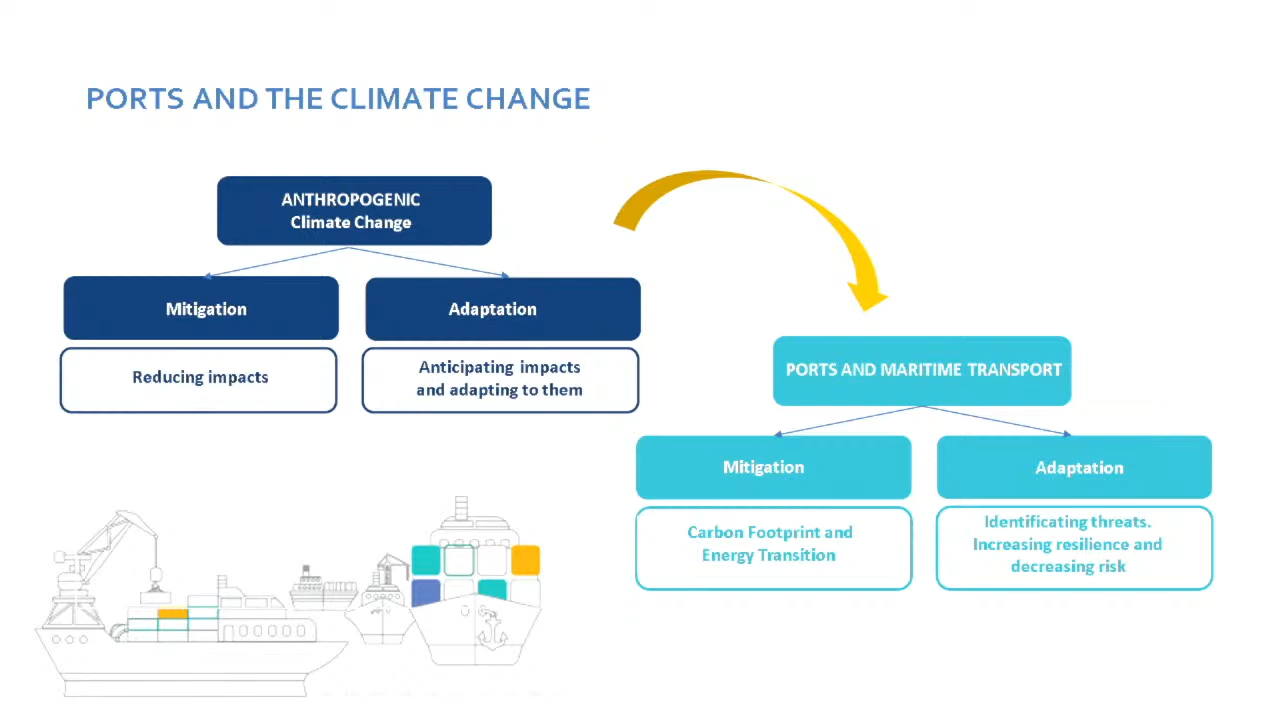 PORTS AND THE CLIMATE CHANGE
ANTHROPOGENIC
Climate Change
Mitigation
Adaptation
Reducing impacts
Anticipating impacts
and adapting to them
PORTS AND MARITIME TRANSPORT
Mitigation
Adaptation
Carbon Footprint and
Energy Transition
Identificating threats.
Increasing resilience and
decreasing risk